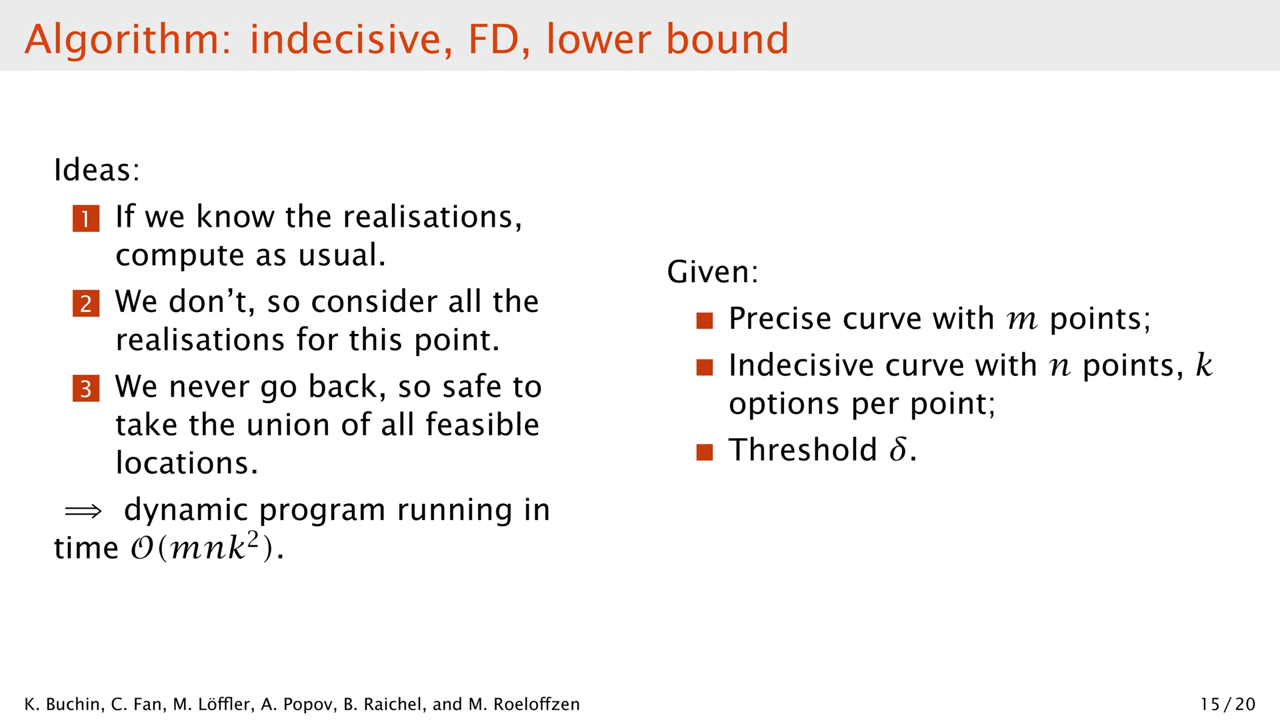 Algorithm: indecisive, FD, lower bound
Ideas:
1 If we know the realisations,
compute as usual.
2 We don’t, so consider all the
realisations for this point.
3 We never go back, so safe to
take the union of all feasible
locations.
⟹ dynamic program running in
time 𝒪(mnk²).
Given:
■ Precise curve with m points;
■ Indecisive curve with n points, k
options per point;
■ Threshold δ.
K. Buchin, C. Fan, M. Löffler, A. Popov, B. Raichel, and M. Roeloffzen
15 / 20